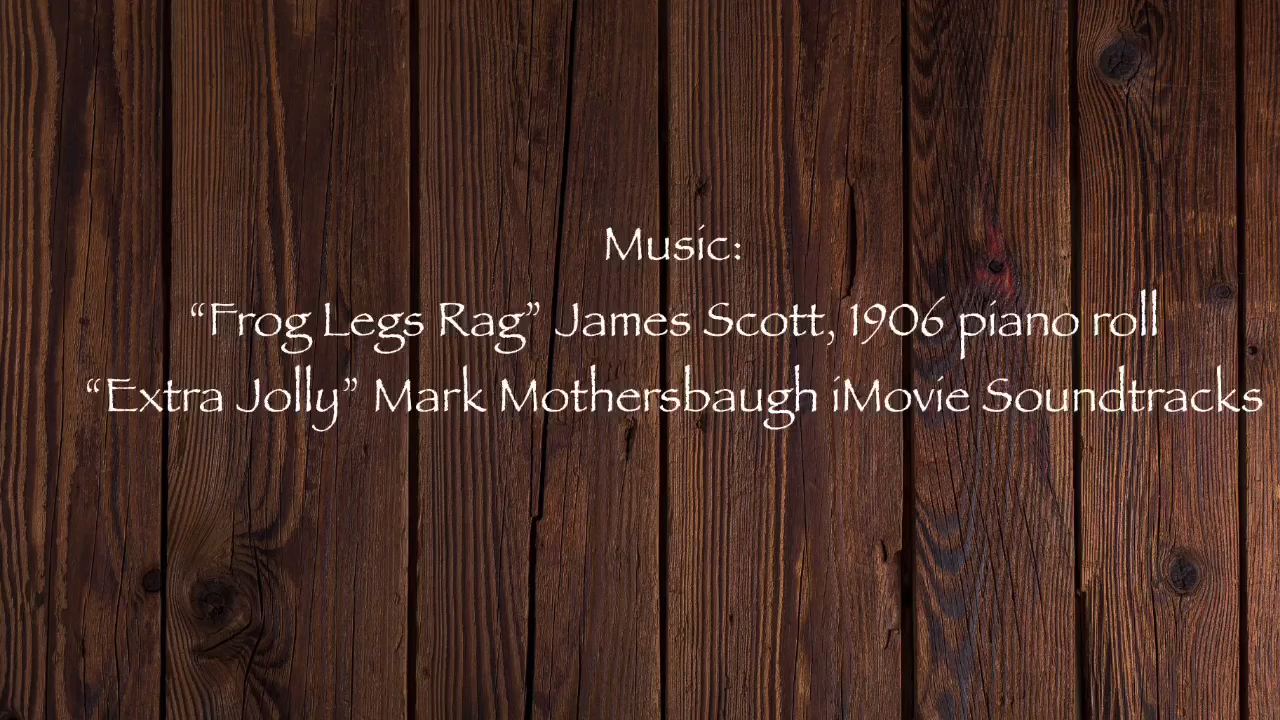 Music:
“Frog Legs Rag” James Scott, 1906 piano roll
“Extra Jolly” Mark Mothersbaugh iMovie Soundtracks